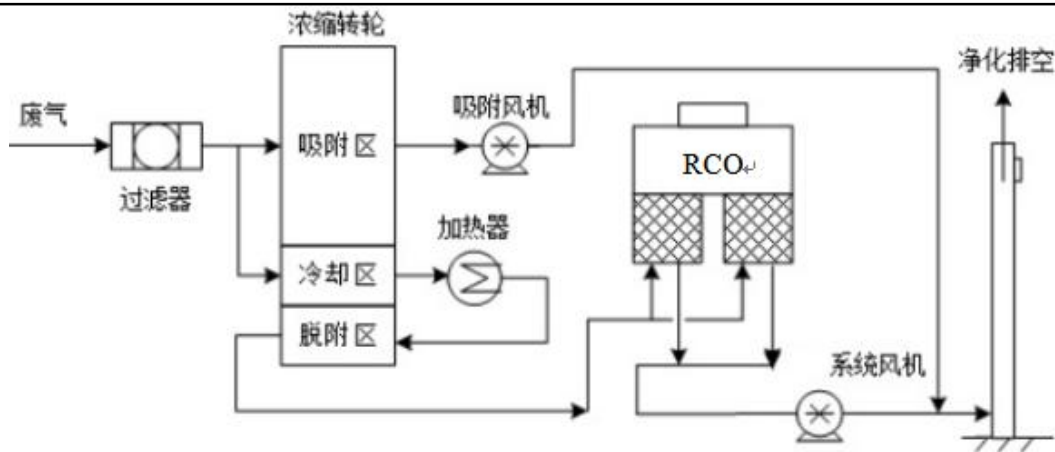 浓缩转轮
净化排空
废气
吸附风机
吸附区
RCO
过滤器
加热器
冷却区
脱附区
系统风机